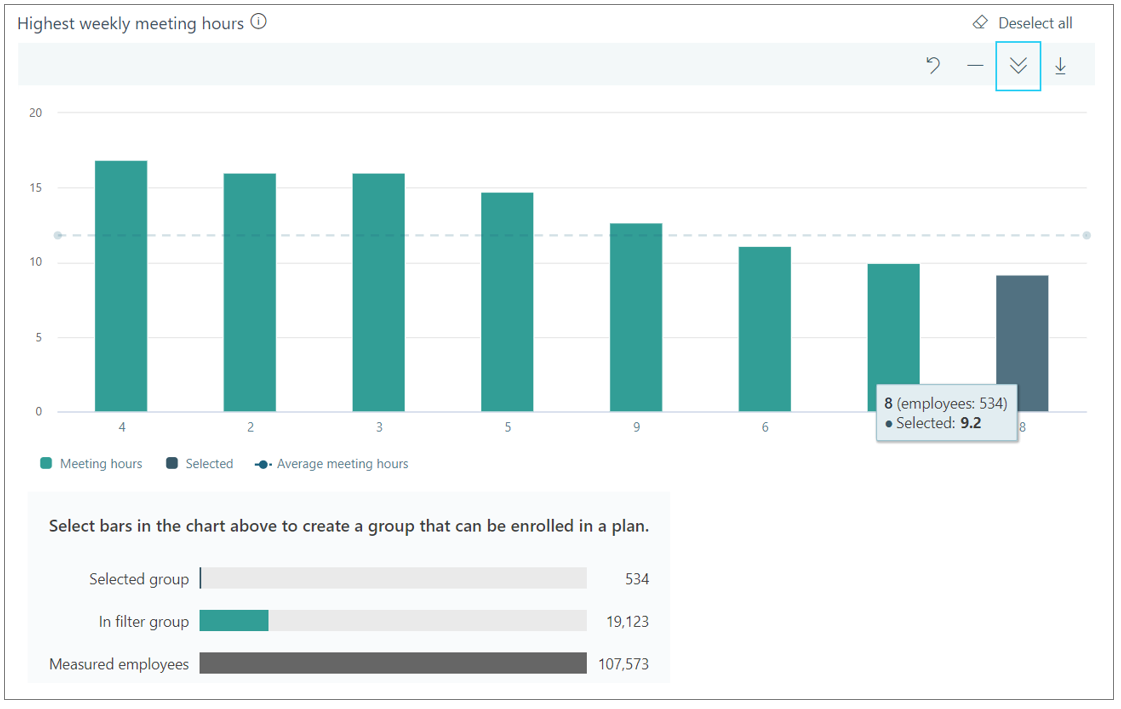 Highest weekly meeting hours
Deselect all
20
15
10
5
0
4 2 3 5 9 6 8
8 (employees: 534)
Selected: 9.2
Meeting hours Selected Average meeting hours
Select bars in the chart above to create a group that can be enrolled in a plan.
Selected group 534
In filter group 19,123
Measured employees 107,573